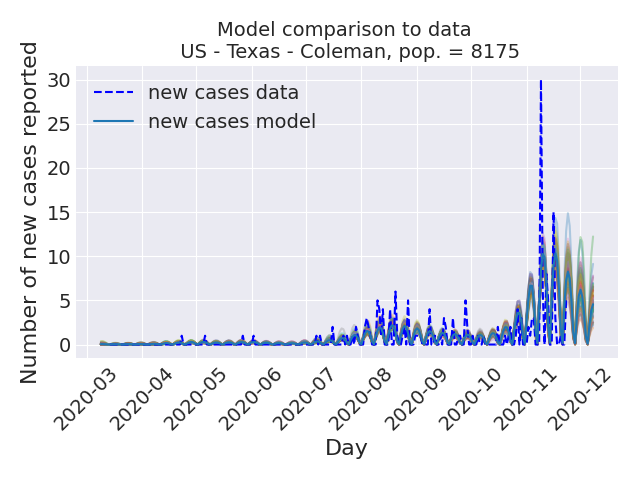 Model comparison to data
US - Texas - Coleman, pop. = 8175
Number of new cases reported
30
25
20
15
10
5
0
new cases data
new cases model
2020-03
2020-04
2020-05
2020-06
2020-07
2020-08
2020-09
2020-10
2020-11
2020-12
Day